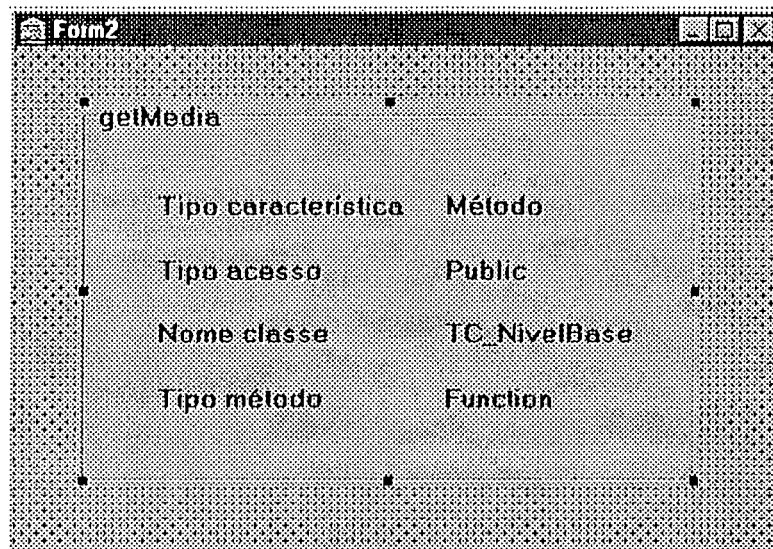 Form2
getMedia
Tipo característica Método
Tipo acesso Public
Nome classe TC_NivelBase
Tipo método Function